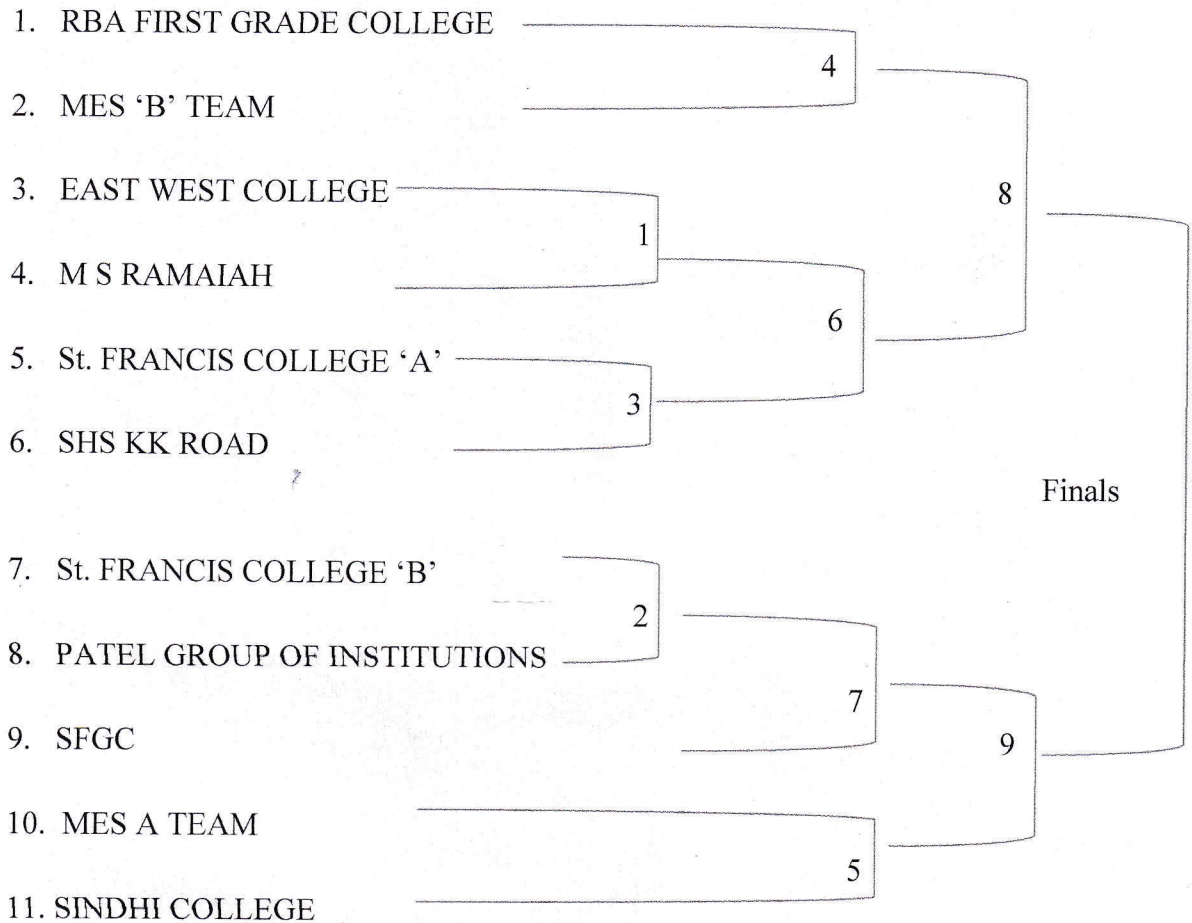 1. RBA FIRST GRADE COLLEGE
4
2. MES ‘B’ TEAM
3. EAST WEST COLLEGE
8
1
4. M S RAMAIAH
6
5. St. FRANCIS COLLEGE ‘A’
3
6. SHS KK ROAD
Finals
7. St. FRANCIS COLLEGE ‘B’
2
8. PATEL GROUP OF INSTITUTIONS
7
9. SFGC
9
10. MES A TEAM
5
11. SINDHI COLLEGE